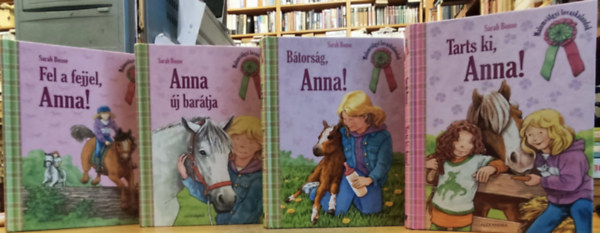 Sarah Bosse
Fel a fejjel,
Anna!
Sarah Bosse
Anna
új barátja
Sarah Bosse
Bátorság,
Anna!
Sarah Bosse
Tarts ki,
Anna!